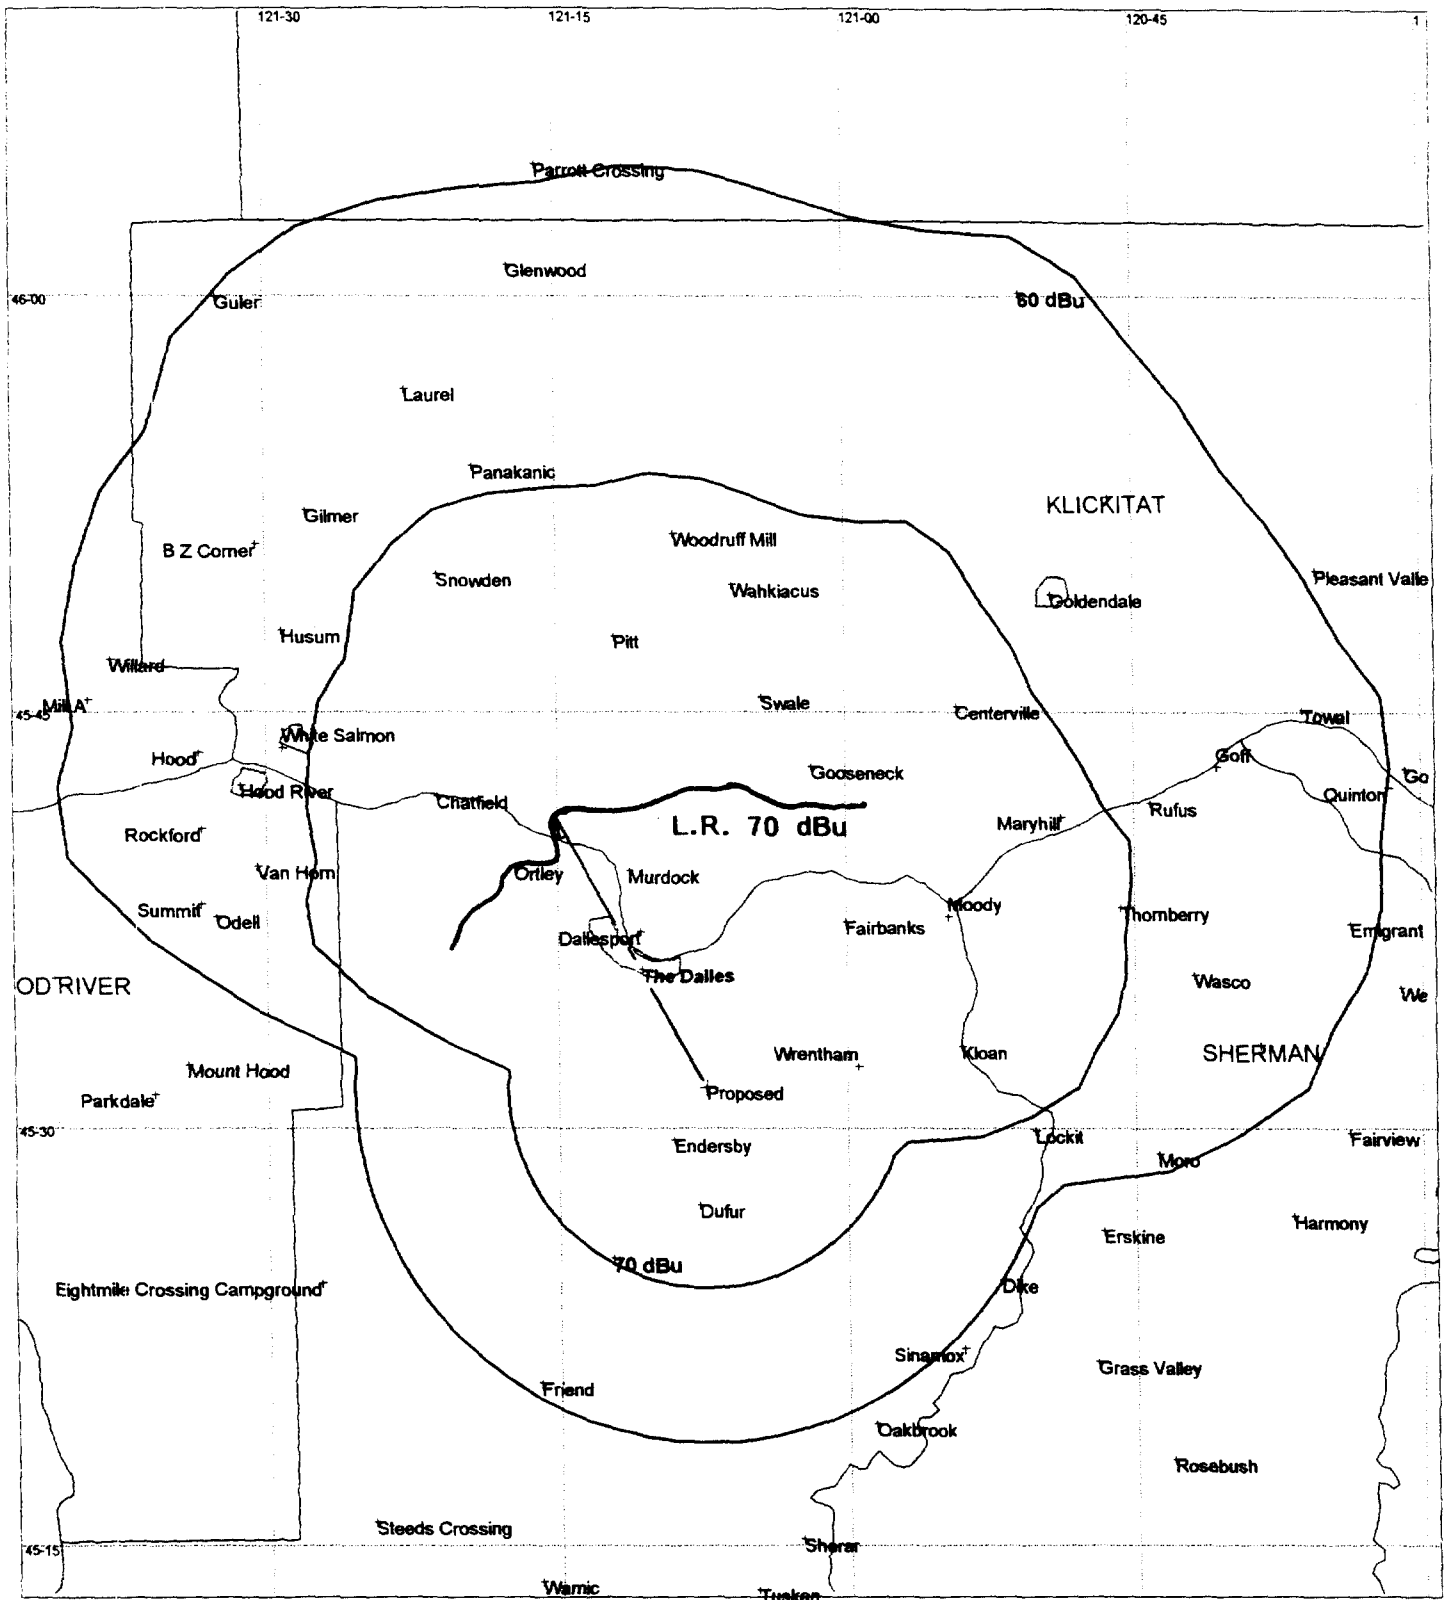 121-30
121-15
121-00
120-45
1
Parrott Crossing
Glenwood
46-00
Guler
60 dBu
Laurel
Panakanic
KLICKITAT
Gilmer
Woodruff Mill
B Z Corner
Snowden
Wahkiacus
Pleasant Valle
Goldendale
Husum
Pitt
Willard
Mill A
45-45
Swale
Centerville
Towal
White Salmon
Hood
Goff
Gooseneck
Go
Hood River
Chatfield
Quinton
Rufus
L.R. 70 dBu
Maryhill
Rockford
Van Horn
Ortley
Murdock
Summit
Odell
Moody
Thornberry
Fairbanks
Emigrant
Dallesport
The Dalles
Wasco
OD RIVER
We
Wrentham
Kloan
SHERMAN
Mount Hood
Parkdale
Proposed
45-30
Endersby
Lockit
Fairview
Moro
Dufur
Harmony
Erskine
70 dBu
Eightmile Crossing Campground
Dike
Sinamox
Grass Valley
Friend
Oakbrook
Rosebush
Steeds Crossing
45-15
Sherar
Wamic
Tuskan